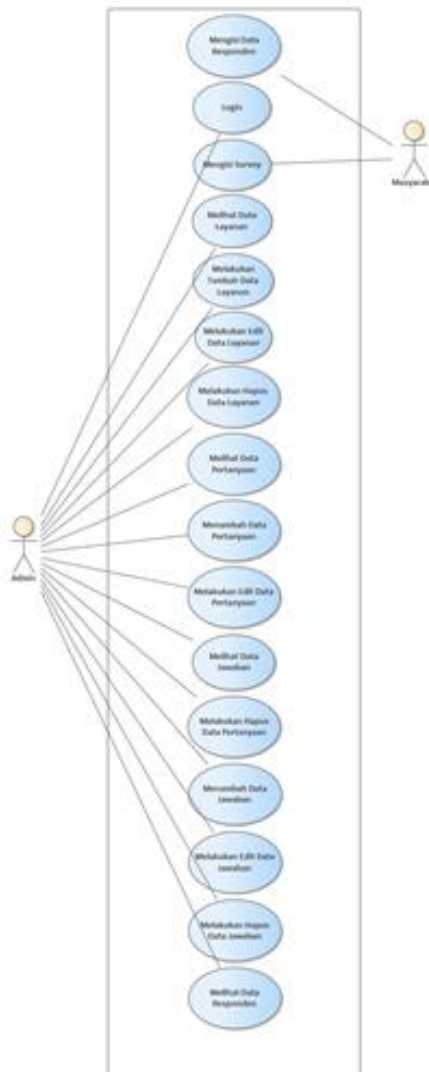 Mengisi Data
Responden
Login
Mengisi Survey
Melihat Data
Layanan
Melakukan
Tambah Data
Layanan
Melakukan Edit
Data Layanan
Melakukan Hapus
Data Layanan
Melihat Data
Pertanyaan
Menambah Data
Pertanyaan
Melakukan Edit Data
Pertanyaan
Melihat Data
Jawaban
Melakukan Hapus
Data Pertanyaan
Menambah Data
Jawaban
Melakukan Edit Data
Jawaban
Melakukan Hapus
Data Jawaban
Melihat Data
Responden
Admin
Masyarak